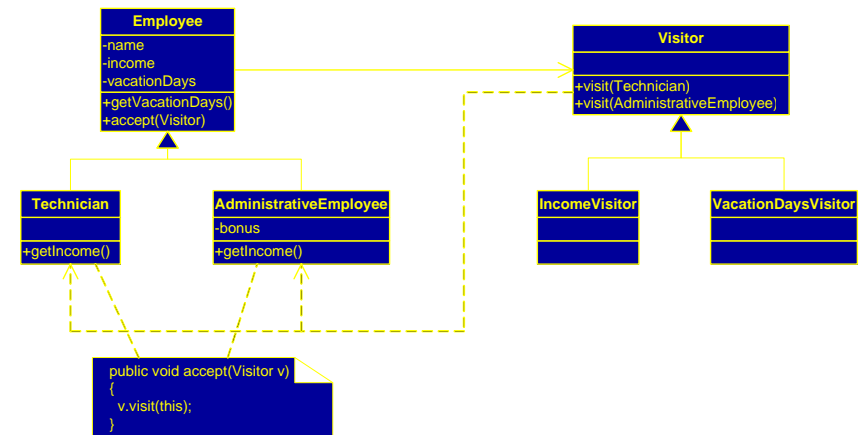 Employee
-name
-income
-vacationDays
+getVacationDays()
+accept(Visitor)
Visitor
+visit(Technician)
+visit(AdministrativeEmployee)
Technician
+getIncome()
AdministrativeEmployee
-bonus
+getIncome()
IncomeVisitor
VacationDaysVisitor
public void accept(Visitor v)
{
v.visit(this);
}